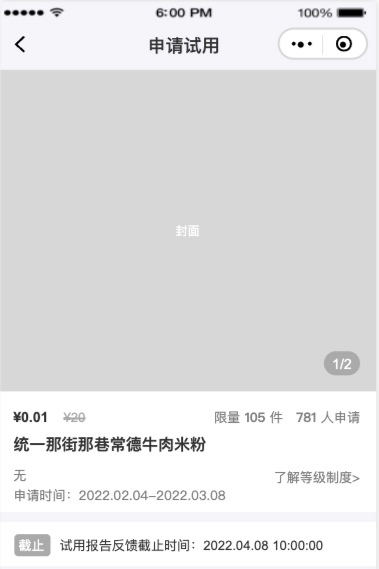 6:00 PM 100%
申请试用
封面
1/2
¥0.01 ¥20 限量 105 件 781 人申请
统一那街那巷常德牛肉米粉
无 了解等级制度>
申请时间：2022.02.04-2022.03.08
截止 试用报告反馈截止时间：2022.04.08 10:00:00